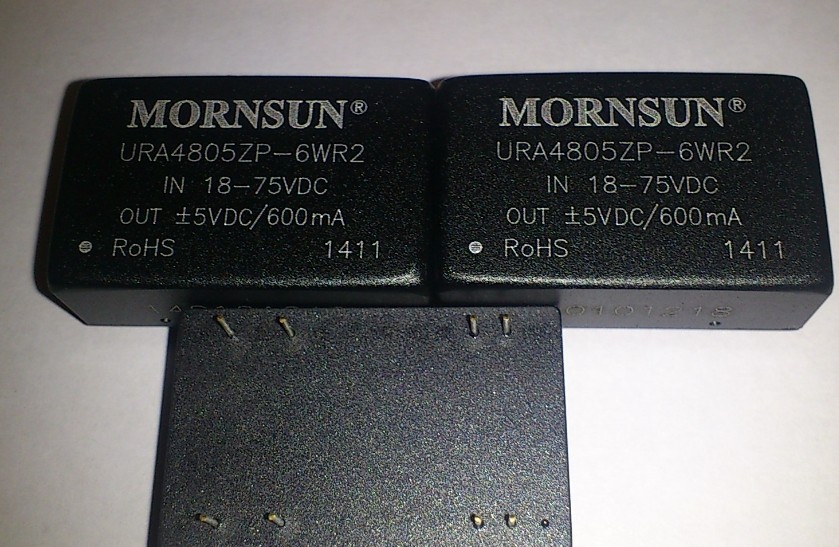 MORNSUN®
URA4805ZP-6WR2
IN 18-75VDC
OUT ±5VDC/600mA
RoHS 1411
MORNSUN®
URA4805ZP-6WR2
IN 18-75VDC
OUT ±5VDC/600mA
RoHS 1411